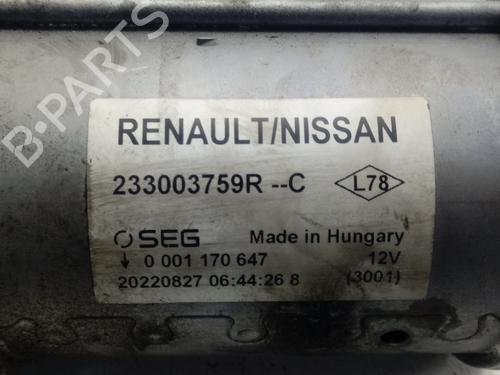 B-PARTS
RENAULT/NISSAN
233003759R --C L78
SEG Made in Hungary
0 001 170 647 12V
20220827 06:44:26 8 (3001)